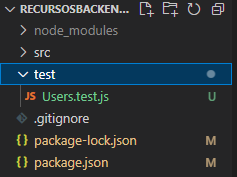 RECURSOSBACKEN...
node_modules
src
test
JS Users.test.js U
.gitignore
package-lock.json M
package.json M